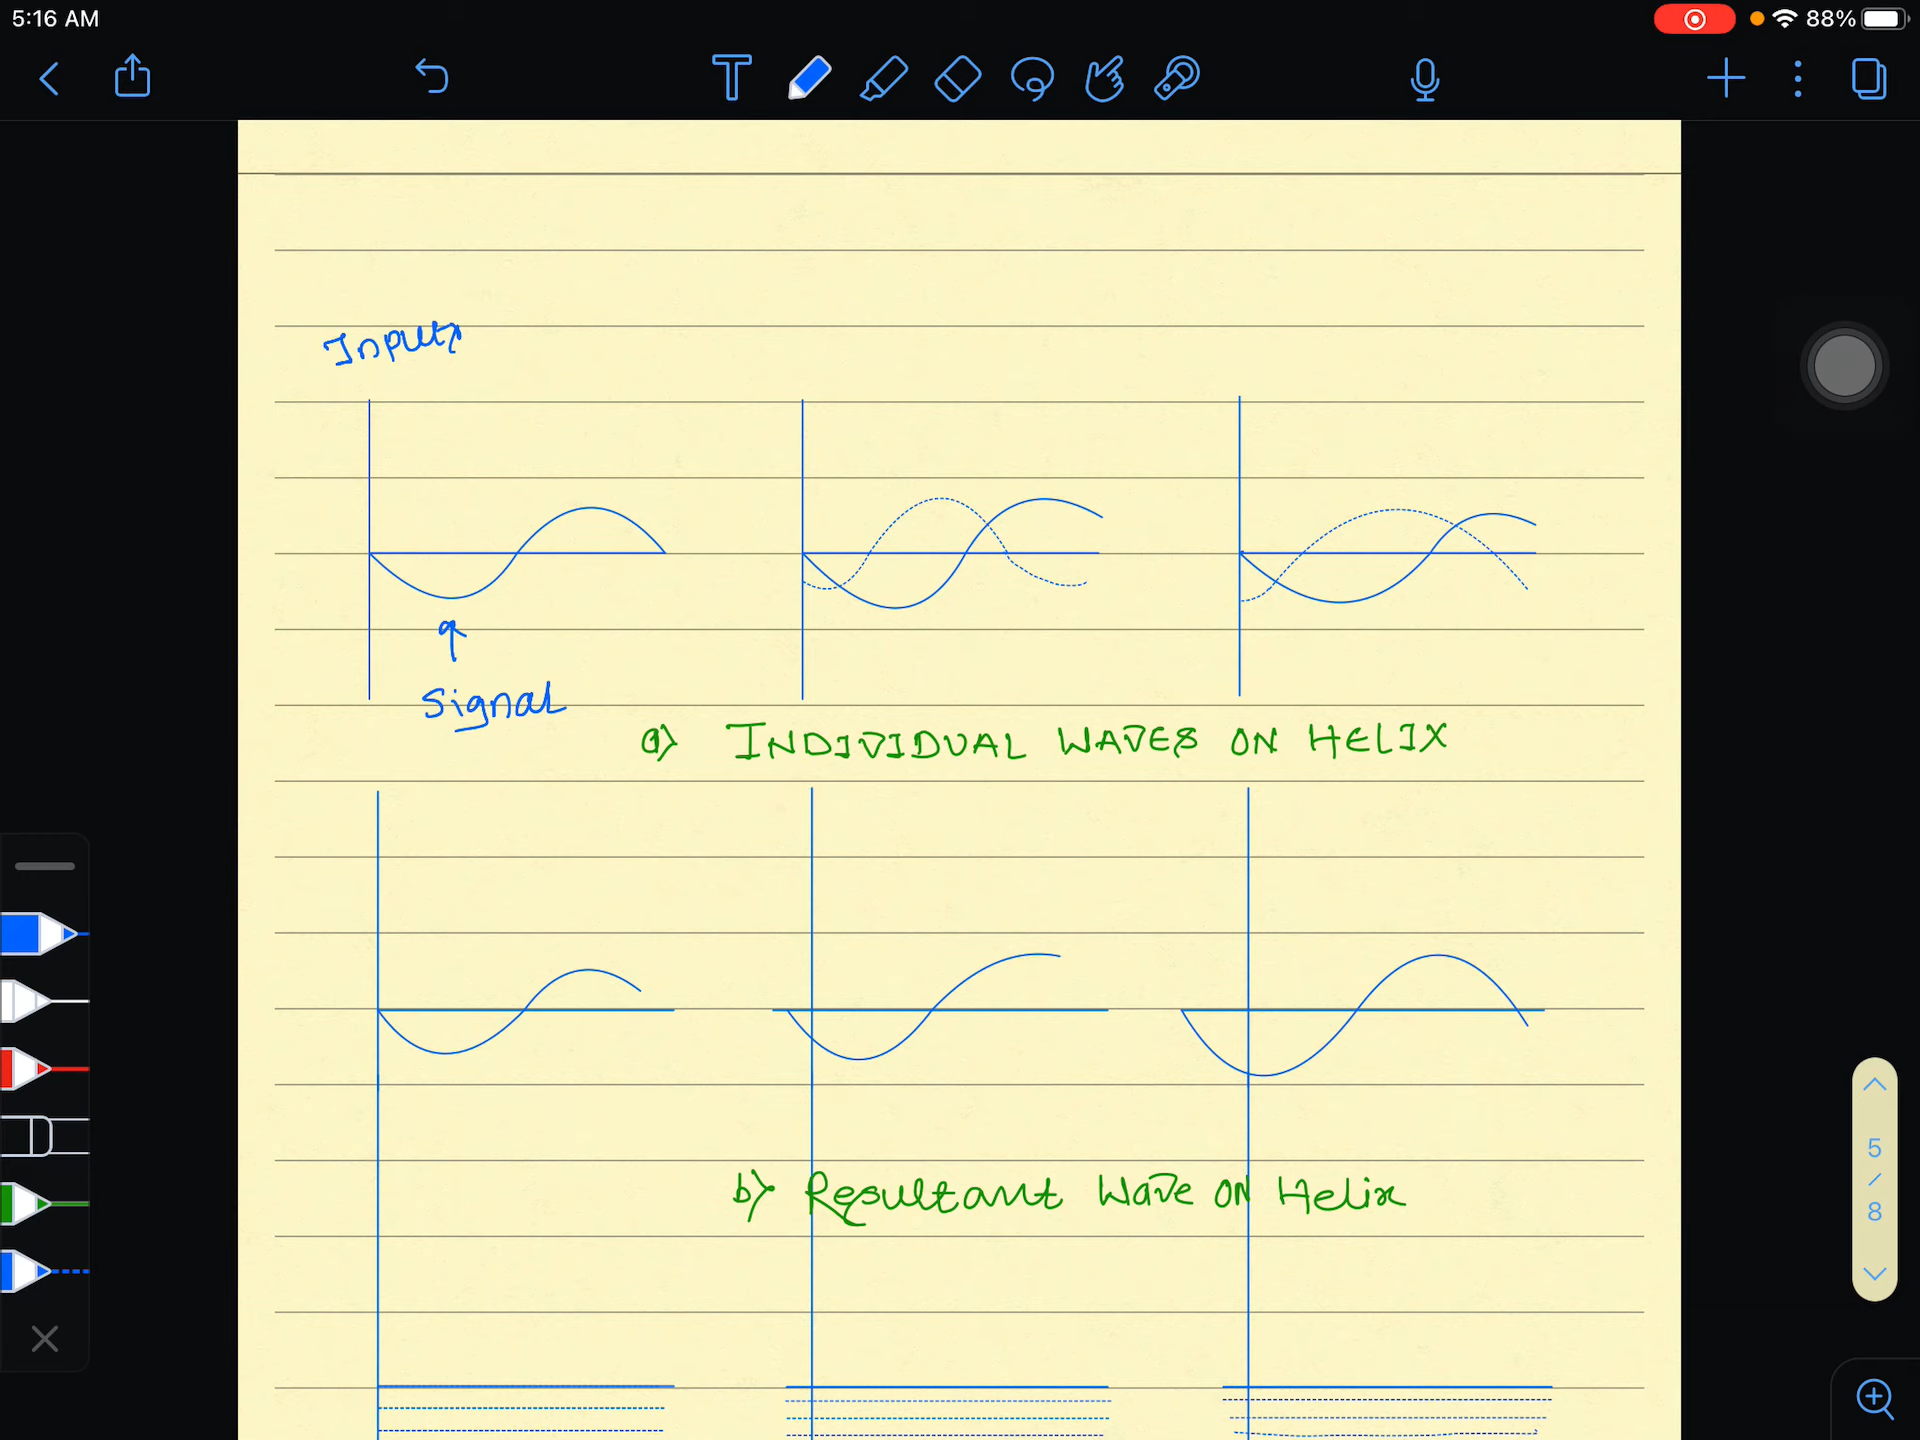 5:16 AM
88%
T
Input
Signal
a) INDIVIDUAL WAVES ON HELIX
b) Resultant Wave ON Helix
5
/
8